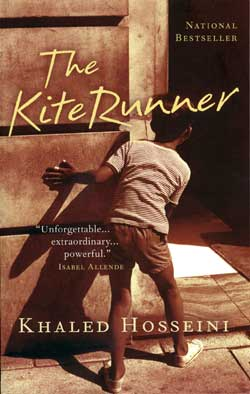 NATIONAL
BESTSELLER
The
Kite Runner
"Unforgettable...
extraordinary...
powerful."
ISABEL ALLENDE
KHALED HOSSEINI